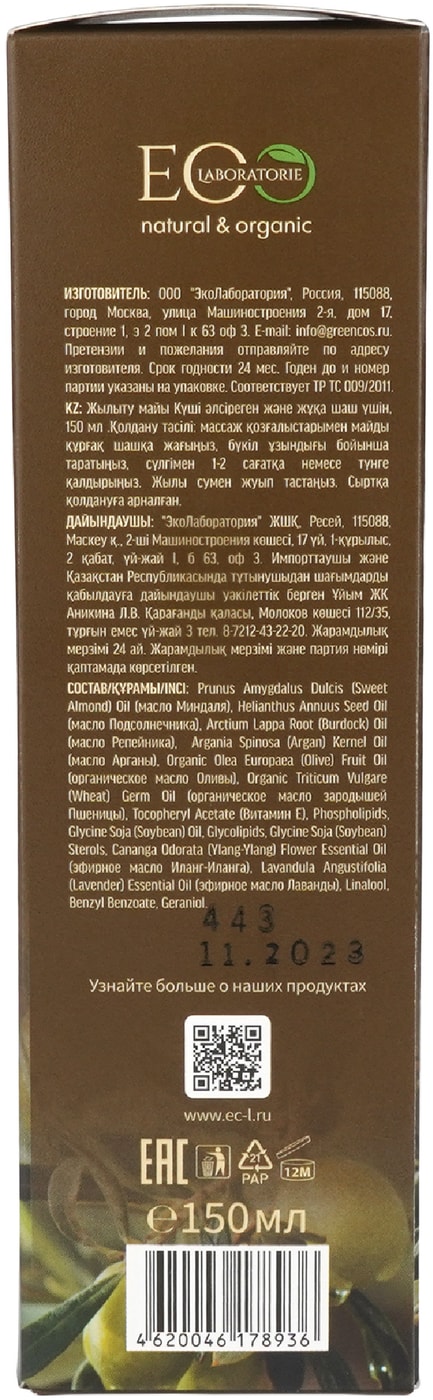 ECO LABORATORIE
natural & organic
ИЗГОТОВИТЕЛЬ: ООО "ЭкоЛаборатория", Россия, 115088,
город Москва, улица Машиностроения 2-я, дом 17,
строение 1, э 2 пом I к 63 оф 3. E-mail: info@greencos.ru.
Претензии и пожелания отправляйте по адресу
изготовителя. Срок годности 24 мес. Годен до и номер
партии указаны на упаковке. Соответствует ТР ТС 009/2011.
KZ: Жылыту майы Күші әлсіреген және жұқа шаш үшін,
150 мл .Қолдану тәсілі: массаж қозғалыстарымен майды
құрғақ шашқа жағыңыз, бүкіл ұзындығы бойынша
таратыңыз, сүлгімен 1-2 сағатқа немесе түнге
қалдырыңыз. Жылы сумен жуып тастаңыз. Сыртқа
қолдануға арналған.
ДАЙЫНДАУШЫ: "ЭкоЛаборатория" ЖШҚ, Ресей, 115088,
Мәскеу қ., 2-ші Машиностроения көшесі, 17 үй, 1-құрылыс,
2 қабат, үй-жай I, б 63, оф 3. Импорттаушы және
Қазақстан Республикасында тұтынушыдан шағымдарды
қабылдауға дайындаушы уәкілеттік берген Ұйым ЖК
Аникина Л.В. Қарағанды қаласы, Молоков көшесі 112/35,
тұрғын емес үй-жай 3 тел. 8-7212-43-22-20. Жарамдылық
мерзімі 24 ай. Жарамдылық мерзімі және партия нөмірі
қаптамада көрсетілген.
СОСТАВ/ҚҰРАМЫ/INCI: Prunus Amygdalus Dulcis (Sweet
Almond) Oil (масло Миндаля), Helianthus Annuus Seed Oil
(масло Подсолнечника), Arctium Lappa Root (Burdock) Oil
(масло Репейника), Argania Spinosa (Argan) Kernel Oil
(масло Арганы), Organic Olea Europaea (Olive) Fruit Oil
(органическое масло Оливы), Organic Triticum Vulgare
(Wheat) Germ Oil (органическое масло зародышей
Пшеницы), Tocopheryl Acetate (Витамин Е), Phospholipids,
Glycine Soja (Soybean) Oil, Glycolipids, Glycine Soja (Soybean)
Sterols, Cananga Odorata (Ylang-Ylang) Flower Essential Oil
(эфирное масло Иланг-Иланга), Lavandula Angustifolia
(Lavender) Essential Oil (эфирное масло Лаванды), Linalool,
Benzyl Benzoate, Geraniol.
443
11.2023
Узнайте больше о наших продуктах
www.ec-l.ru
EAC 21 PAP 12M
℮150мл
4620046178936